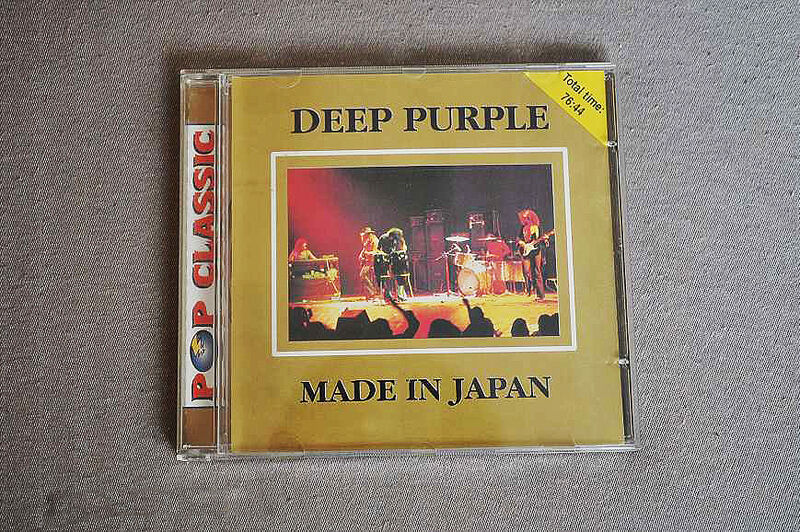 DEEP PURPLE
Total time:
76:44
POP CLASSIC
MADE IN JAPAN